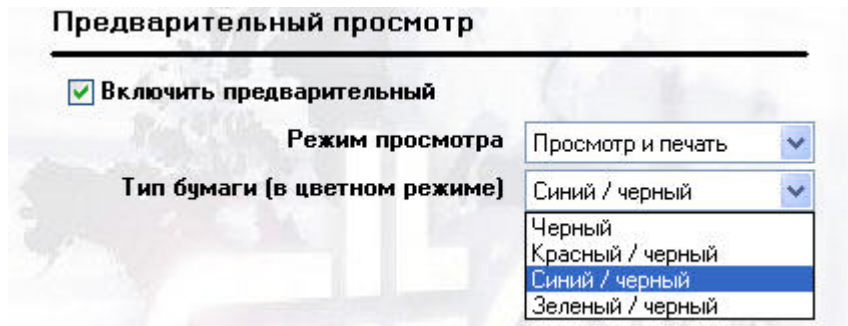 Предварительный просмотр
Включить предварительный
Режим просмотра Просмотр и печать
Тип бумаги (в цветном режиме) Синий / черный
Черный
Красный / черный
Синий / черный
Зеленый / черный